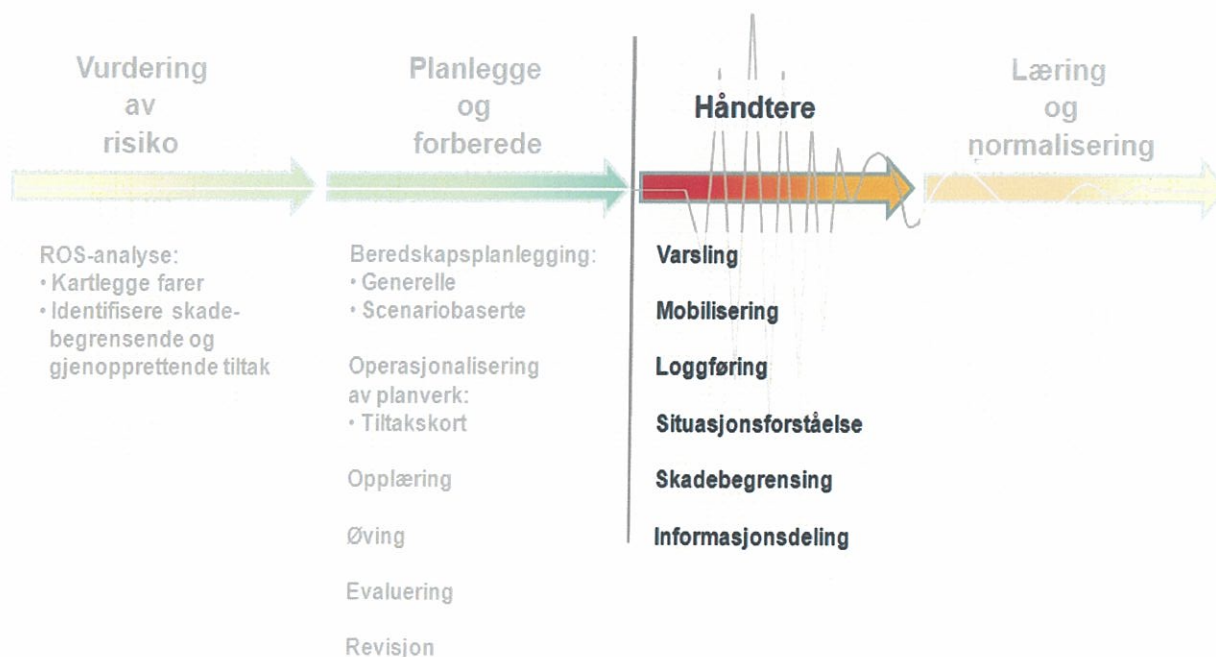 Vurdering
av
risiko
Planlegge
og
forberede
Håndtere
Læring
og
normalisering
ROS-analyse:
• Kartlegge farer
• Identifisere skade-
begrensende og
gjenopprettende tiltak
Beredskapsplanlegging:
• Generelle
• Scenariobaserte
Operasjonalisering
av planverk:
• Tiltakskort
Opplæring
Øving
Evaluering
Revisjon
Varsling
Mobilisering
Loggføring
Situasjonsforståelse
Skadebegrensing
Informasjonsdeling